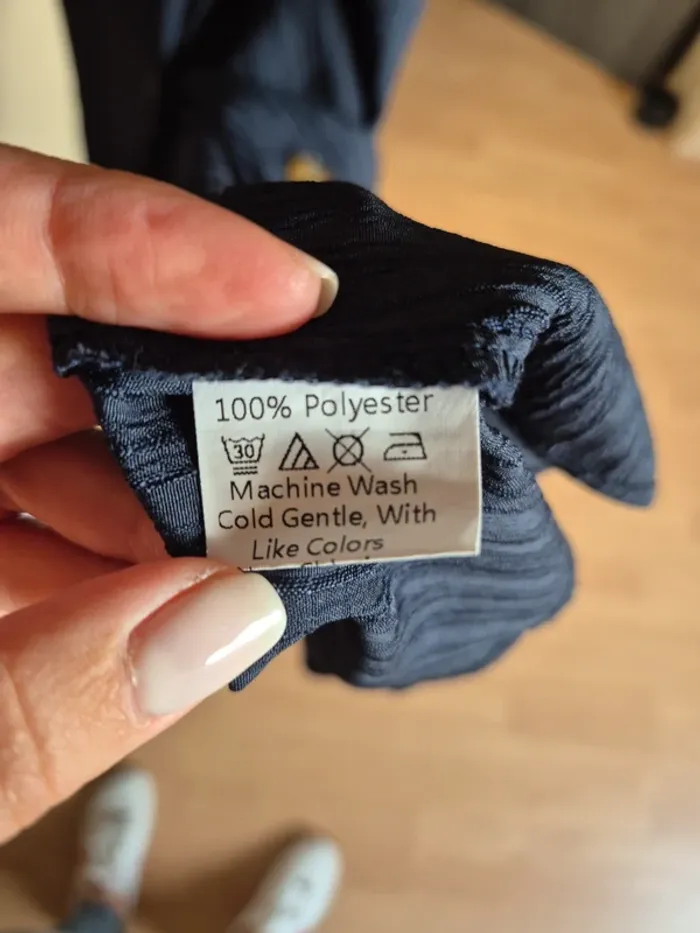 100% Polyester
30
Machine Wash
Cold Gentle, With
Like Colors